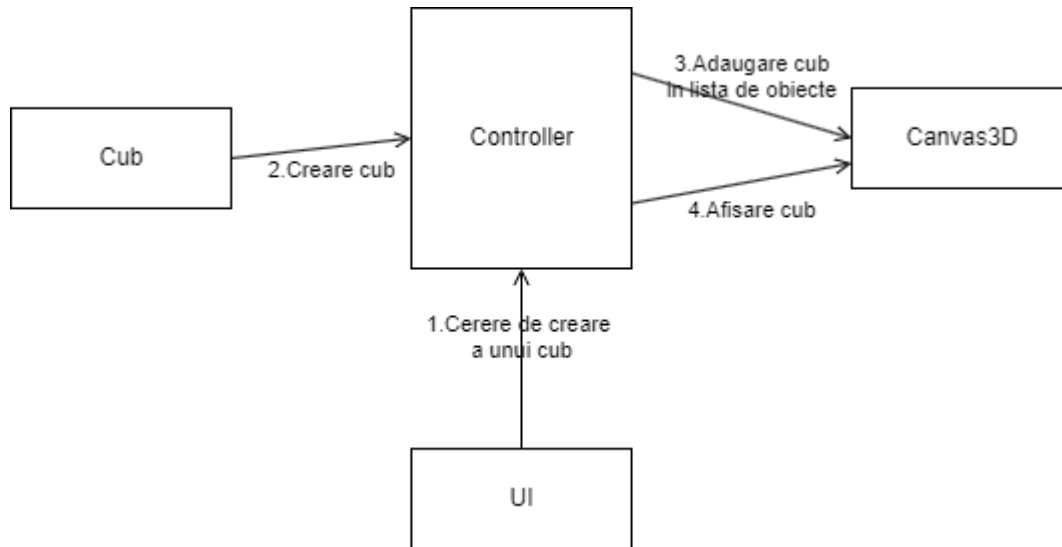 3.Adaugare cub
in lista de obiecte
Controller
Canvas3D
Cub
2.Creare cub
4.Afisare cub
1.Cerere de creare
a unui cub
UI